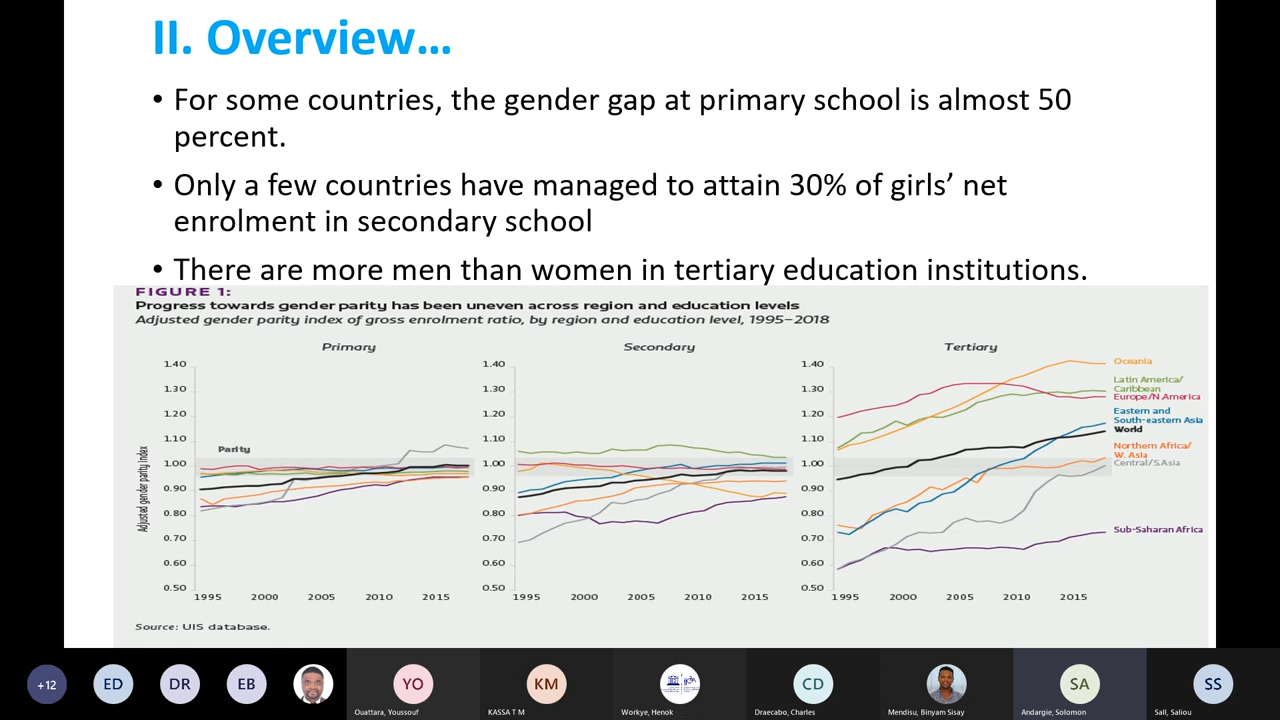 II. Overview…
• For some countries, the gender gap at primary school is almost 50
percent.
• Only a few countries have managed to attain 30% of girls’ net
enrolment in secondary school
• There are more men than women in tertiary education institutions.
FIGURE 1:
Progress towards gender parity has been uneven across region and education levels
Adjusted gender parity index of gross enrolment ratio, by region and education level, 1995–2018
Primary
Adjusted gender parity index
1.40
1.30
1.20
1.10
1.00
0.90
0.80
0.70
0.60
0.50
Parity
1995 2000 2005 2010 2015
Secondary
1.40
1.30
1.20
1.10
1.00
0.90
0.80
0.70
0.60
0.50
1995 2000 2005 2010 2015
Tertiary
1.40
1.30
1.20
1.10
1.00
0.90
0.80
0.70
0.60
0.50
1995 2000 2005 2010 2015
Oceania
Latin America/
Caribbean
Europe/N.America
Eastern and
South-eastern Asia
World
Northern Africa/
W. Asia
Central/S.Asia
Sub-Saharan Africa
Source: UIS database.
+12 ED DR EB YO KM CD SA SS
Ouattara, Youssouf
KASSA T M
Workye, Henok
Draecabo, Charles
Mendisu, Binyam Sisay
Andargie, Solomon
Sall, Saliou